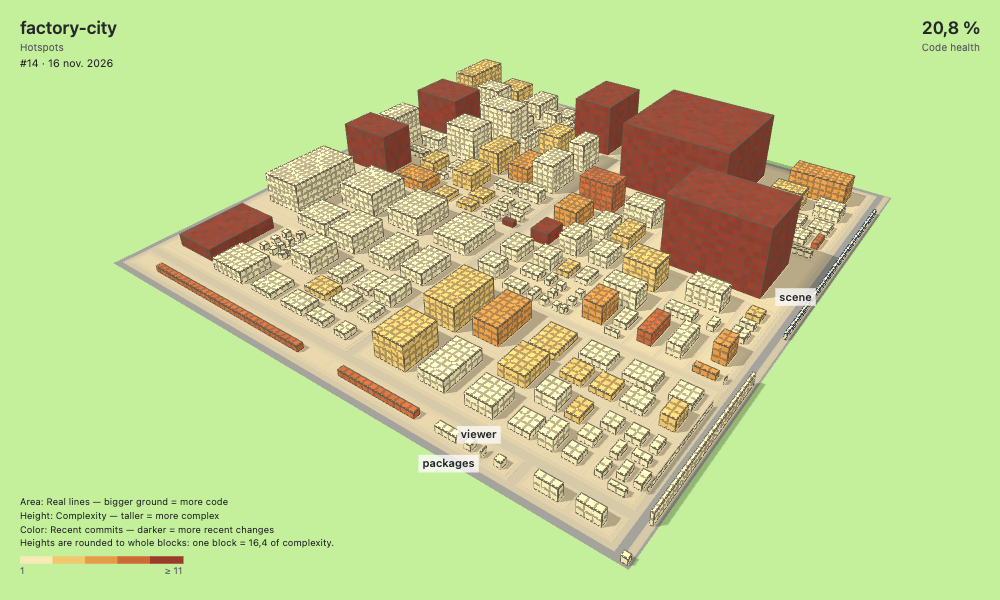 factory-city
Hotspots
#14 · 16 nov. 2026
20,8 %
Code health
scene
viewer
packages
Area: Real lines — bigger ground = more code
Height: Complexity — taller = more complex
Color: Recent commits — darker = more recent changes
Heights are rounded to whole blocks: one block = 16,4 of complexity.
1
≥ 11